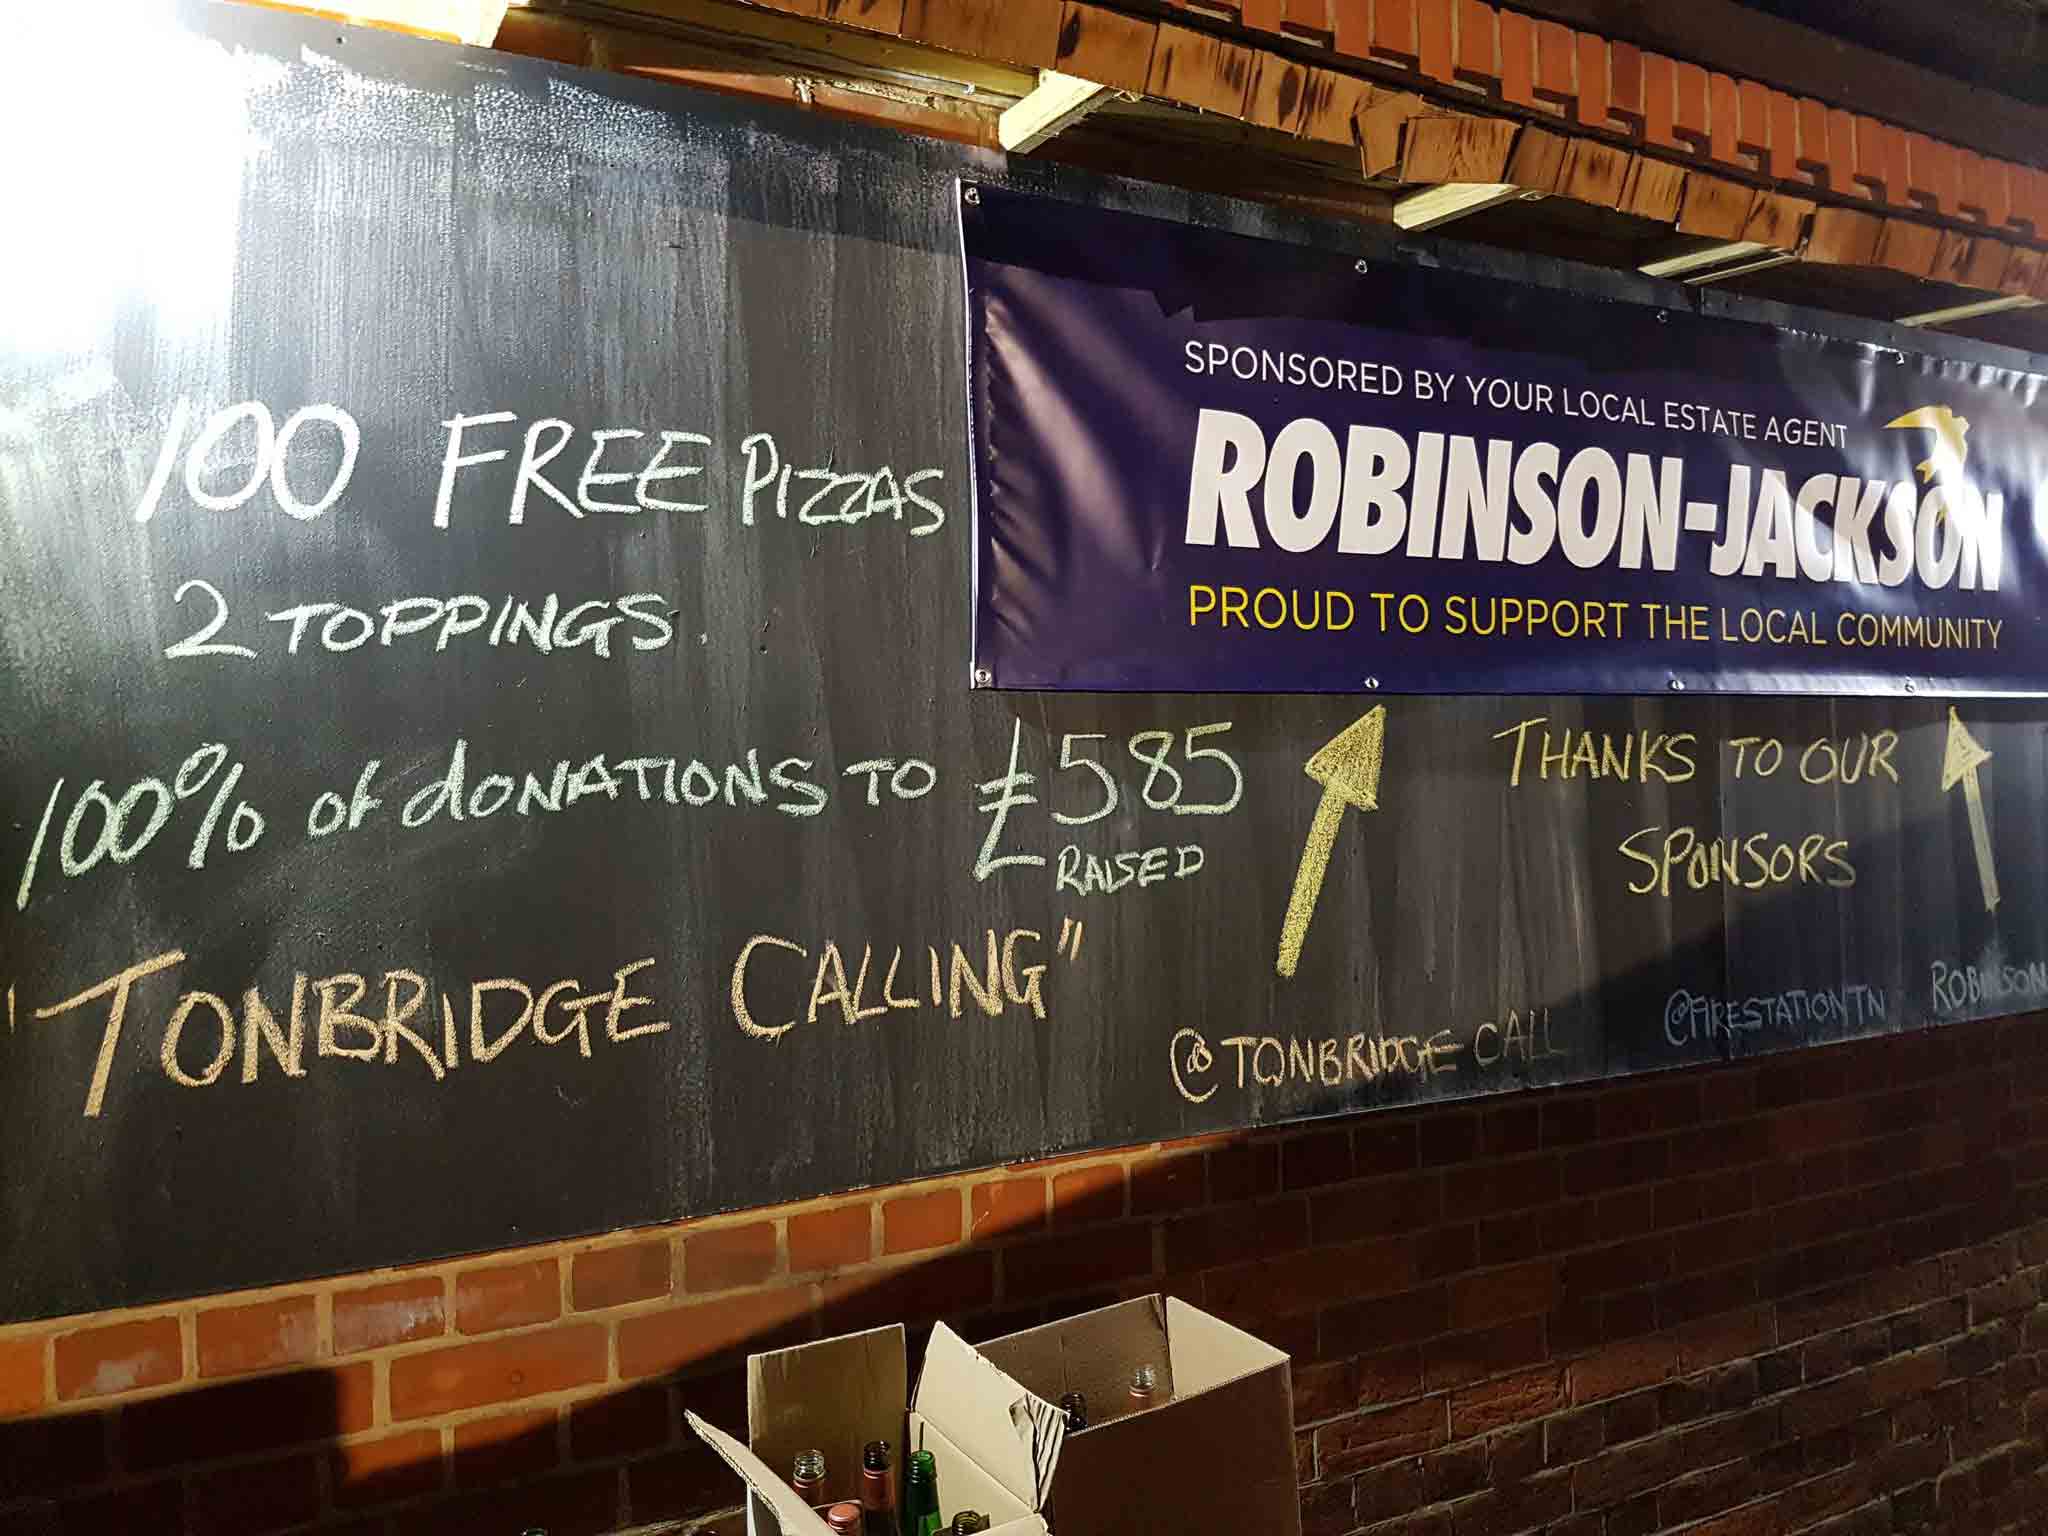 100 FREE PIZZAS
2 TOPPINGS.
100% of donations to
£585
£ RAISED
"TONBRIDGE CALLING"
SPONSORED BY YOUR LOCAL ESTATE AGENT
ROBINSON-JACKSON
PROUD TO SUPPORT THE LOCAL COMMUNITY
THANKS TO OUR
SPONSORS
@TONBRIDGE CALL
@FIRESTATIONTN
ROBINSON